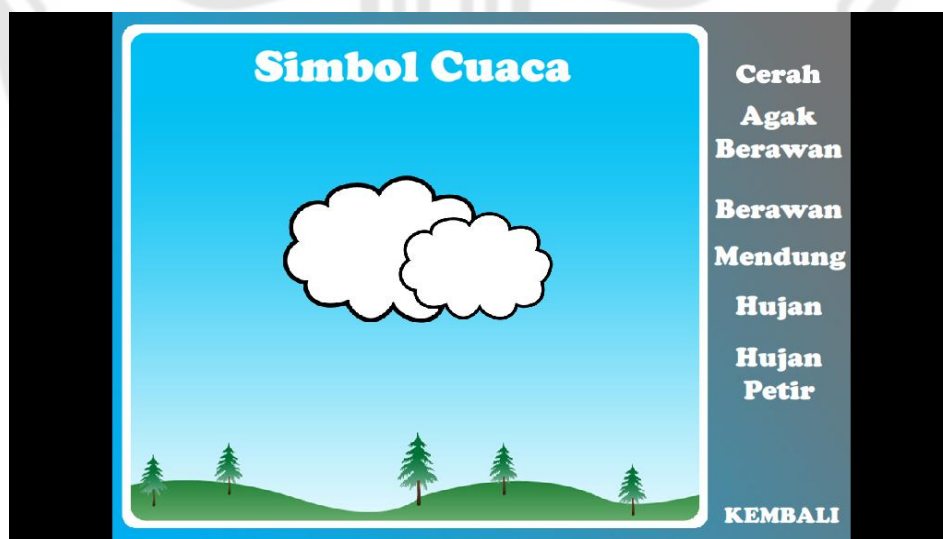 Simbol Cuaca
Cerah
Agak
Berawan
Berawan
Mendung
Hujan
Hujan
Petir
KEMBALI